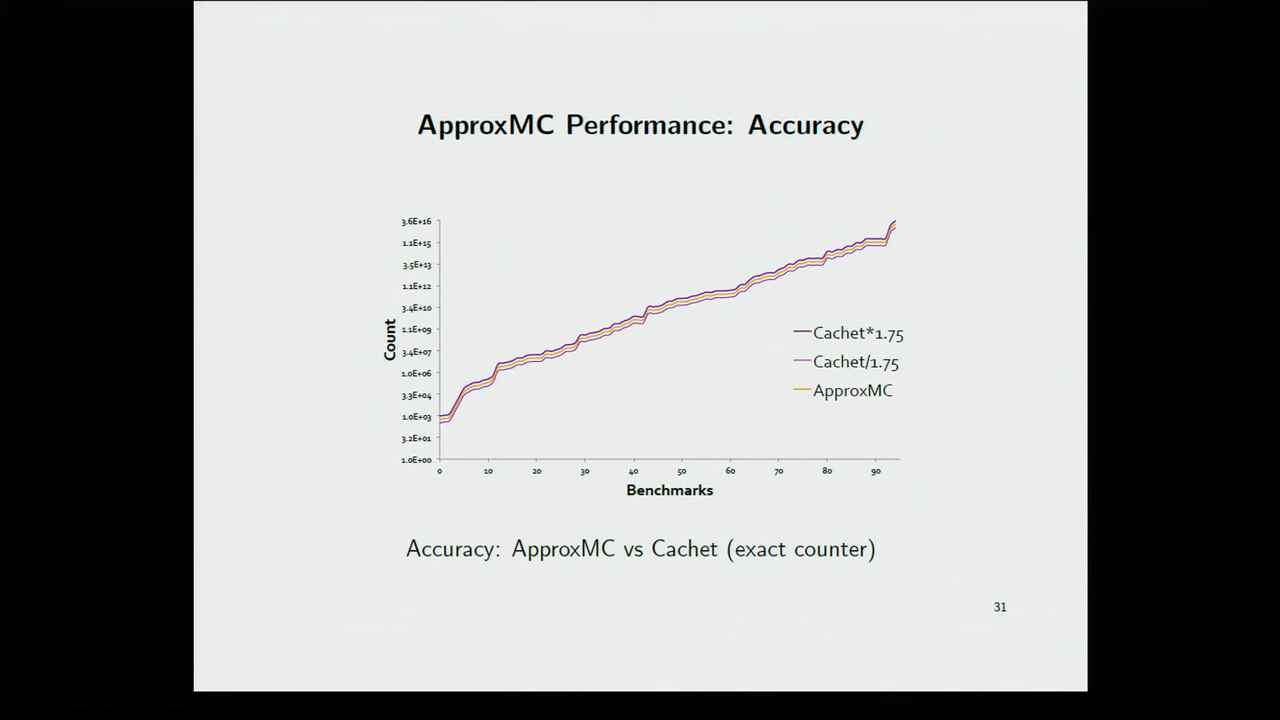 ApproxMC Performance: Accuracy
3.6E+16
1.1E+15
3.5E+13
1.1E+12
3.4E+10
1.1E+09
3.4E+07
1.0E+06
3.3E+04
1.0E+03
3.2E+01
1.0E+00
Count
Cachet*1.75
Cachet/1.75
ApproxMC
0 10 20 30 40 50 60 70 80 90
Benchmarks
Accuracy: ApproxMC vs Cachet (exact counter)
31